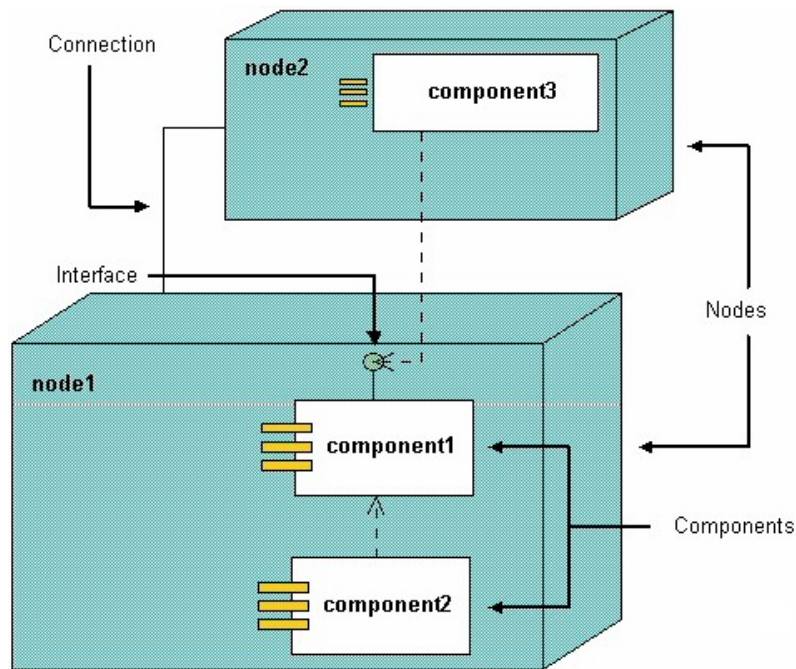 Connection
node2
component3
Interface
Nodes
node1
component1
Components
component2